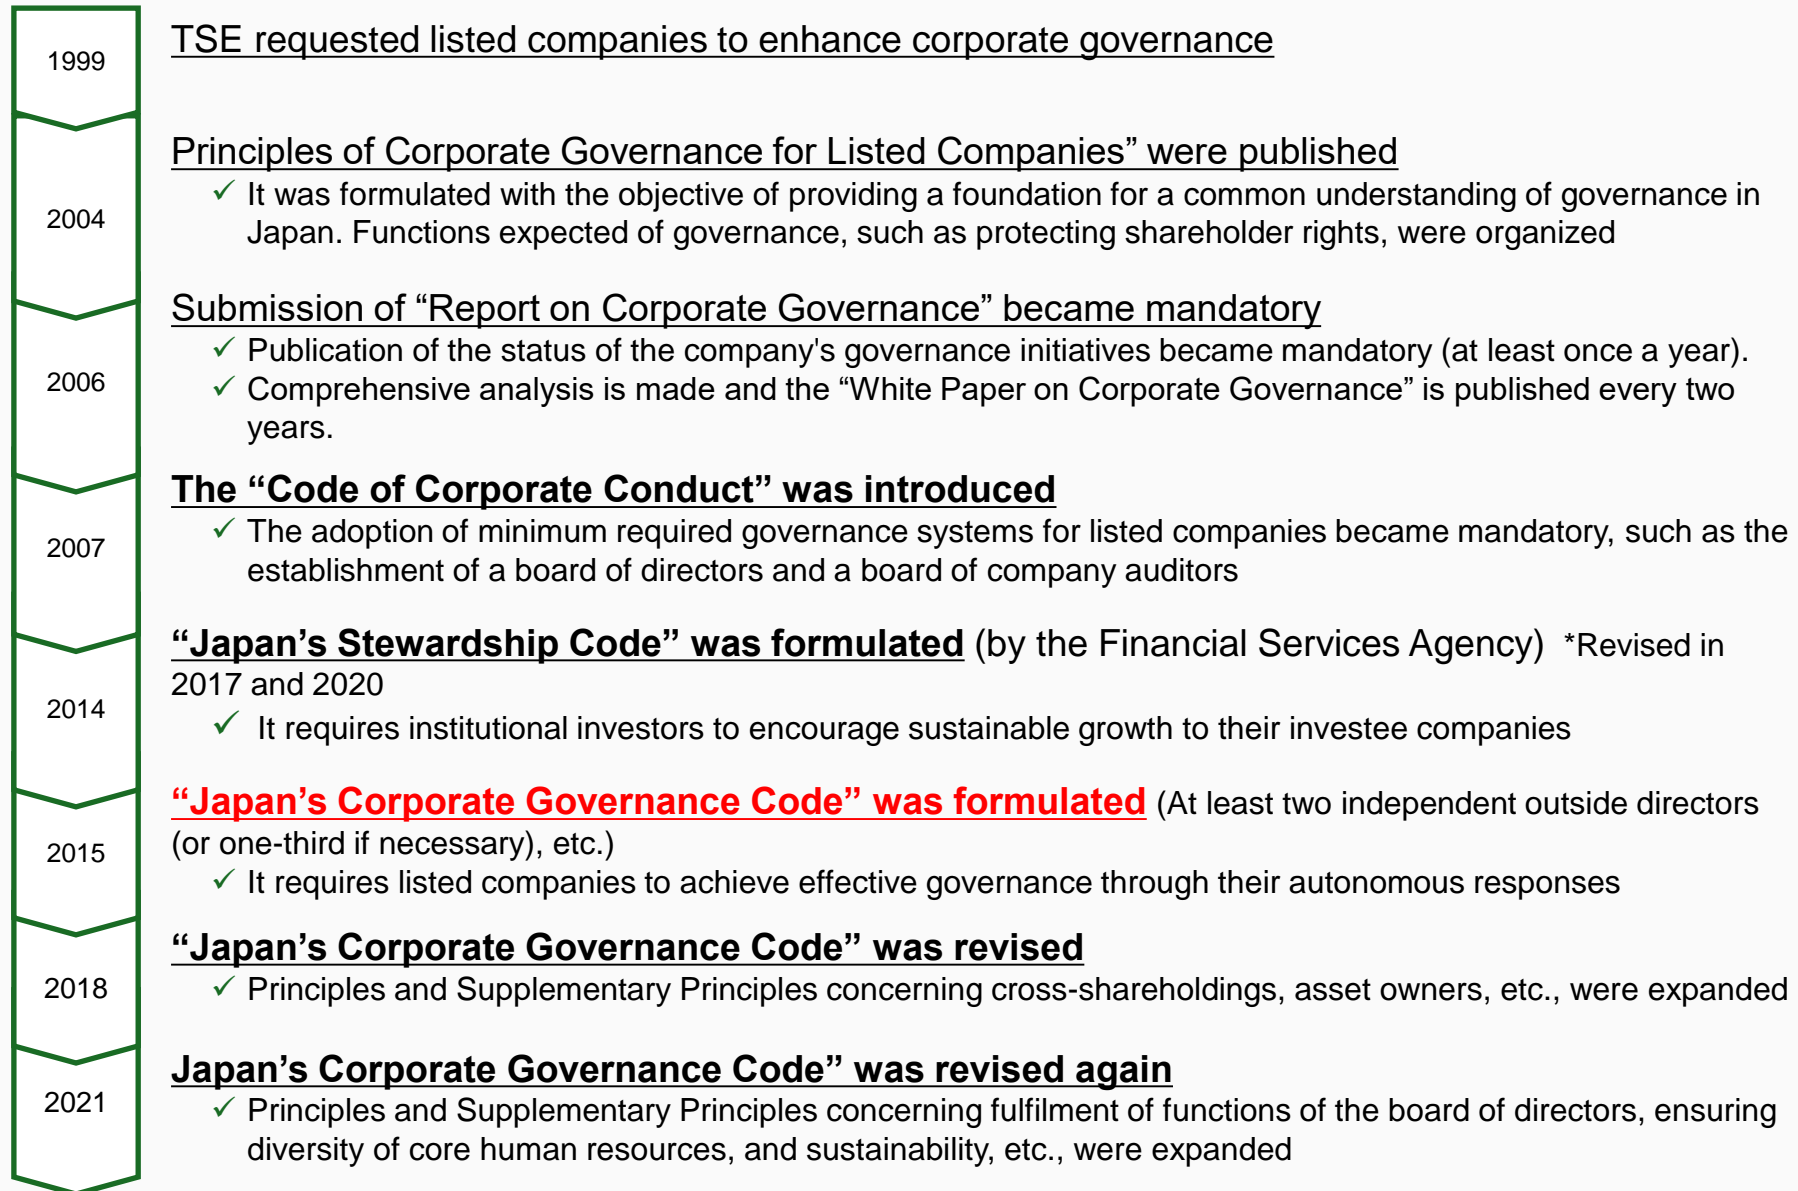 1999
TSE requested listed companies to enhance corporate governance
2004
Principles of Corporate Governance for Listed Companies” were published
✓ It was formulated with the objective of providing a foundation for a common understanding of governance in
Japan. Functions expected of governance, such as protecting shareholder rights, were organized
2006
Submission of “Report on Corporate Governance” became mandatory
✓ Publication of the status of the company's governance initiatives became mandatory (at least once a year).
✓ Comprehensive analysis is made and the “White Paper on Corporate Governance” is published every two
years.
2007
The “Code of Corporate Conduct” was introduced
✓ The adoption of minimum required governance systems for listed companies became mandatory, such as the
establishment of a board of directors and a board of company auditors
2014
“Japan’s Stewardship Code” was formulated (by the Financial Services Agency) *Revised in
2017 and 2020
✓ It requires institutional investors to encourage sustainable growth to their investee companies
2015
“Japan’s Corporate Governance Code” was formulated (At least two independent outside directors
(or one-third if necessary), etc.)
✓ It requires listed companies to achieve effective governance through their autonomous responses
2018
“Japan’s Corporate Governance Code” was revised
✓ Principles and Supplementary Principles concerning cross-shareholdings, asset owners, etc., were expanded
2021
Japan’s Corporate Governance Code” was revised again
✓ Principles and Supplementary Principles concerning fulfilment of functions of the board of directors, ensuring
diversity of core human resources, and sustainability, etc., were expanded